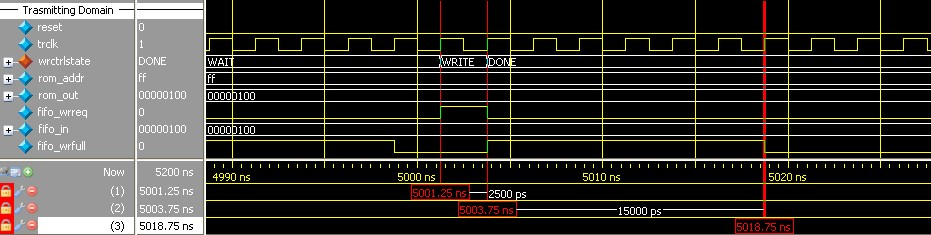 Trasmitting Domain
reset 0
trclk 1
wrctrlstate DONE WAIT WRITE DONE
rom_addr ff ff
rom_out 00000100 00000100
fifo_wrreq 0
fifo_in 00000100 00000100
fifo_wrfull 0
Now 5200 ns 4990 ns 5000 ns 5010 ns 5020 ns
(1) 5001.25 ns 5001.25 ns 2500 ps
(2) 5003.75 ns 5003.75 ns 15000 ps
(3) 5018.75 ns 5018.75 ns